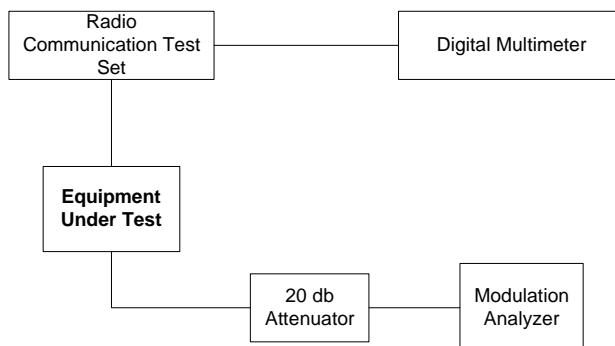 Radio
Communication Test
Set
Digital Multimeter
Equipment
Under Test
20 db
Attenuator
Modulation
Analyzer